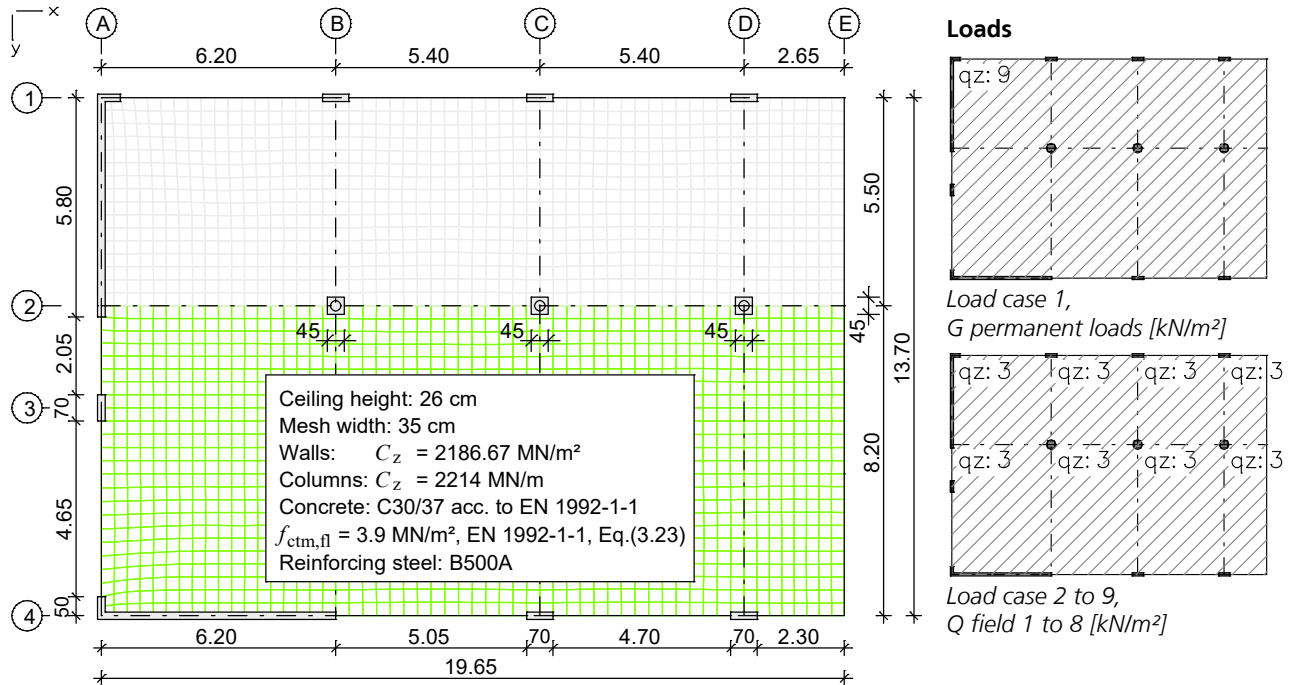 x
y
A B C D E
6.20 5.40 5.40 2.65
1
2
3
4
5.80
2.05
70
4.65
50
45 45 45
45
5.50
8.20
13.70
Ceiling height: 26 cm
Mesh width: 35 cm
Walls: Cz = 2186.67 MN/m²
Columns: Cz = 2214 MN/m
Concrete: C30/37 acc. to EN 1992-1-1
fctm,fl = 3.9 MN/m², EN 1992-1-1, Eq.(3.23)
Reinforcing steel: B500A
6.20 5.05 70 4.70 70 2.30
19.65
Loads
qz: 9
Load case 1,
G permanent loads [kN/m²]
qz: 3 qz: 3 qz: 3 qz: 3
qz: 3 qz: 3 qz: 3 qz: 3
Load case 2 to 9,
Q field 1 to 8 [kN/m²]